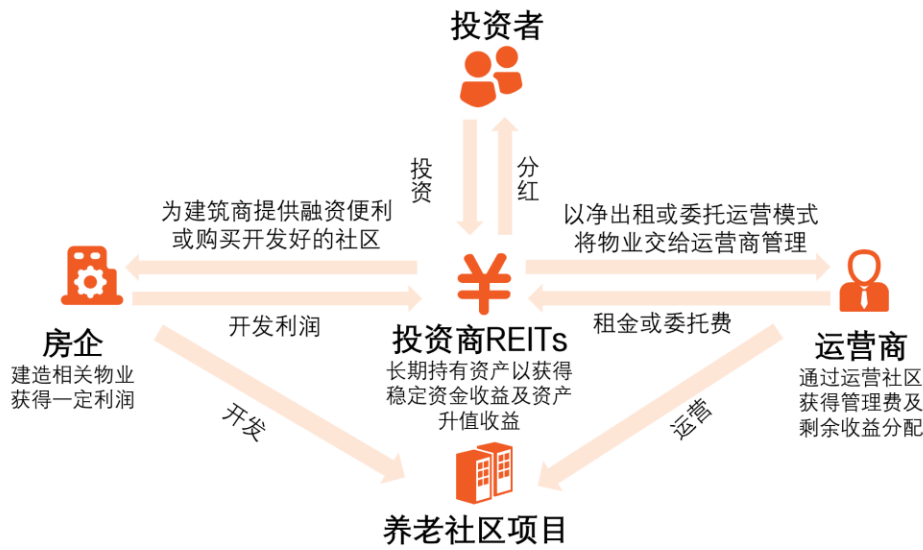 投资者
投资
分红
为建筑商提供融资便利
或购买开发好的社区
以净出租或委托运营模式
将物业交给运营商管理
开发利润
租金或委托费
房企
建造相关物业
获得一定利润
投资商REITs
长期持有资产以获得
稳定资金收益及资产
升值收益
运营商
通过运营社区
获得管理费及
剩余收益分配
开发
运营
养老社区项目